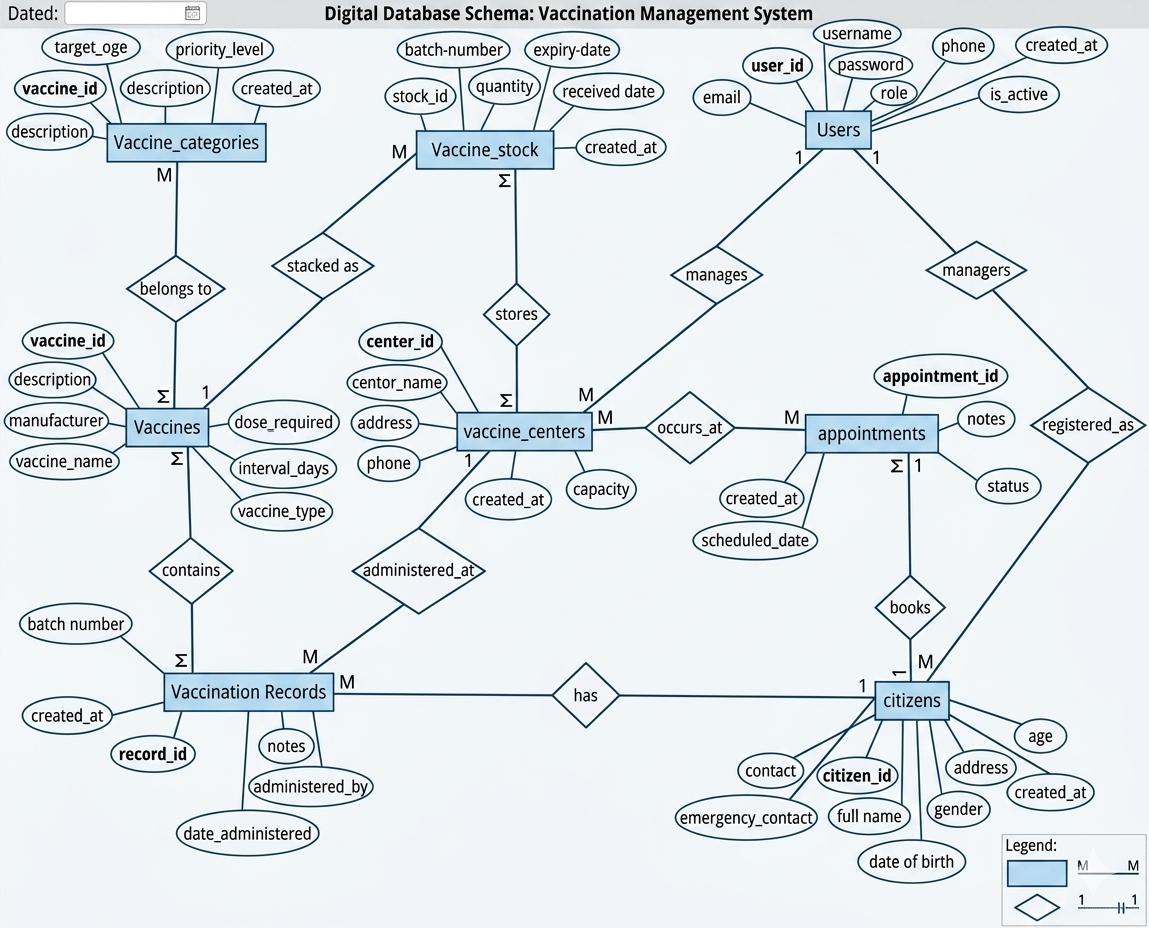 Dated:
Digital Database Schema: Vaccination Management System
target_oge
priority_level
vaccine_id
description
created_at
description
Vaccine_categories
M
batch-number
expiry-date
stock_id
quantity
received date
Vaccine_stock
created_at
M
Σ
username
phone
created_at
user_id
password
email
role
is_active
Users
1
1
belongs to
stacked as
stores
manages
managers
vaccine_id
description
manufacturer
vaccine_name
Σ
1
Vaccines
Σ
dose_required
interval_days
vaccine_type
center_id
centor_name
address
phone
Σ
M
vaccine_centers
M
1
created_at
capacity
occurs_at
M
appointment_id
appointments
notes
status
created_at
scheduled_date
Σ
1
registered_as
contains
administered_at
books
batch number
Σ
M
Vaccination Records
M
created_at
record_id
notes
administered_by
date_administered
has
1
1
M
citizens
contact
citizen_id
emergency_contact
full name
date of birth
gender
address
age
created_at
Legend:
M
M
1
1